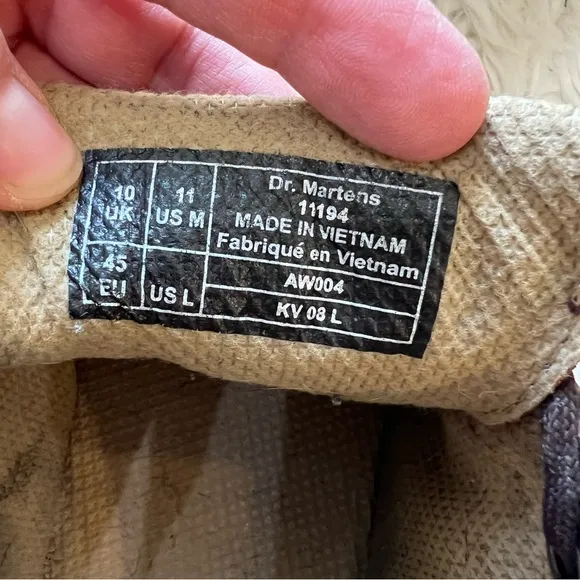 10
UK
11
US M
45
EU
US L
Dr. Martens
11194
MADE IN VIETNAM
Fabriqué en Vietnam
AW004
KV 08 L